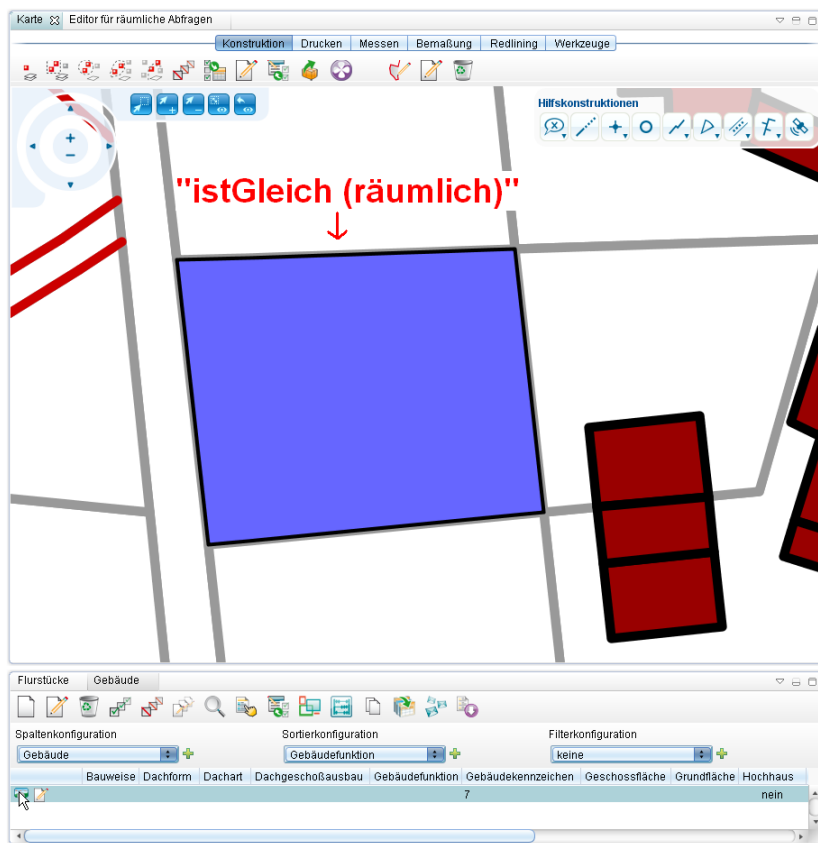 Karte Editor für räumliche Abfragen
Konstruktion Drucken Messen Bemaßung Redlining Werkzeuge
Hilfskonstruktionen
"istGleich (räumlich)"
Flurstücke Gebäude
Spaltenkonfiguration Sortierkonfiguration Filterkonfiguration
Gebäude Gebäudefunktion keine
Bauweise Dachform Dachart Dachgeschoßausbau Gebäudefunktion Gebäudekennzeichen Geschossfläche Grundfläche Hochhaus
7 nein